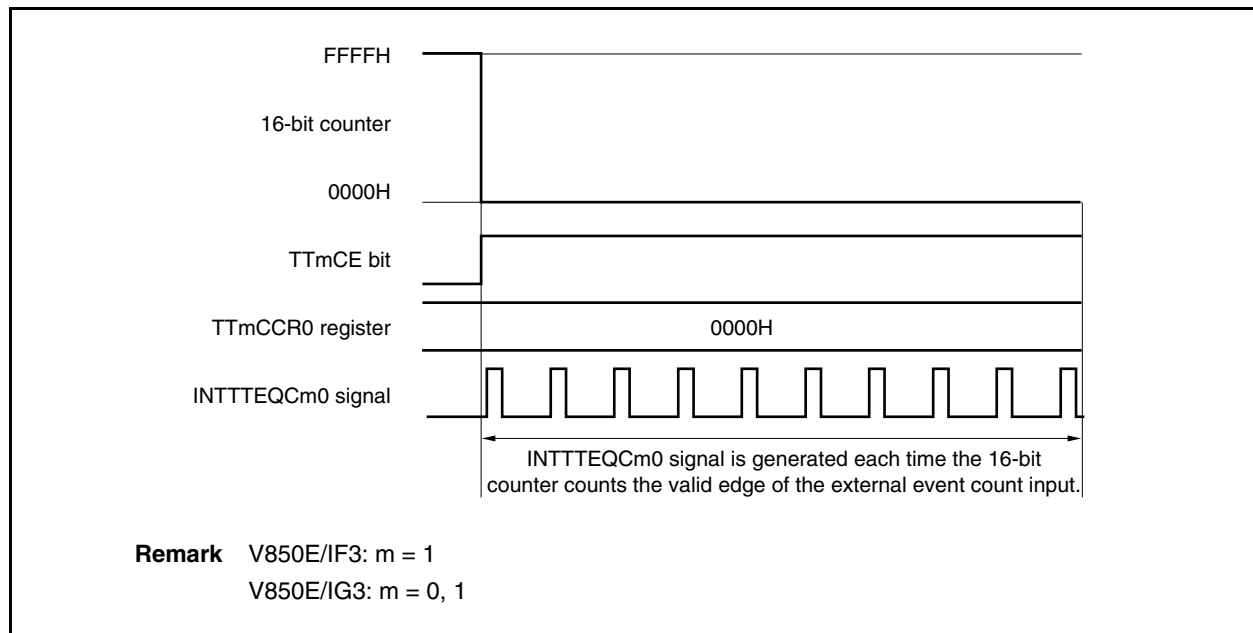 FFFFH
16-bit counter
0000H
TTmCE bit
TTmCCR0 register
0000H
INTTTEQCm0 signal
INTTTEQCm0 signal is generated each time the 16-bit
counter counts the valid edge of the external event count input.
Remark V850E/IF3: m = 1
V850E/IG3: m = 0, 1